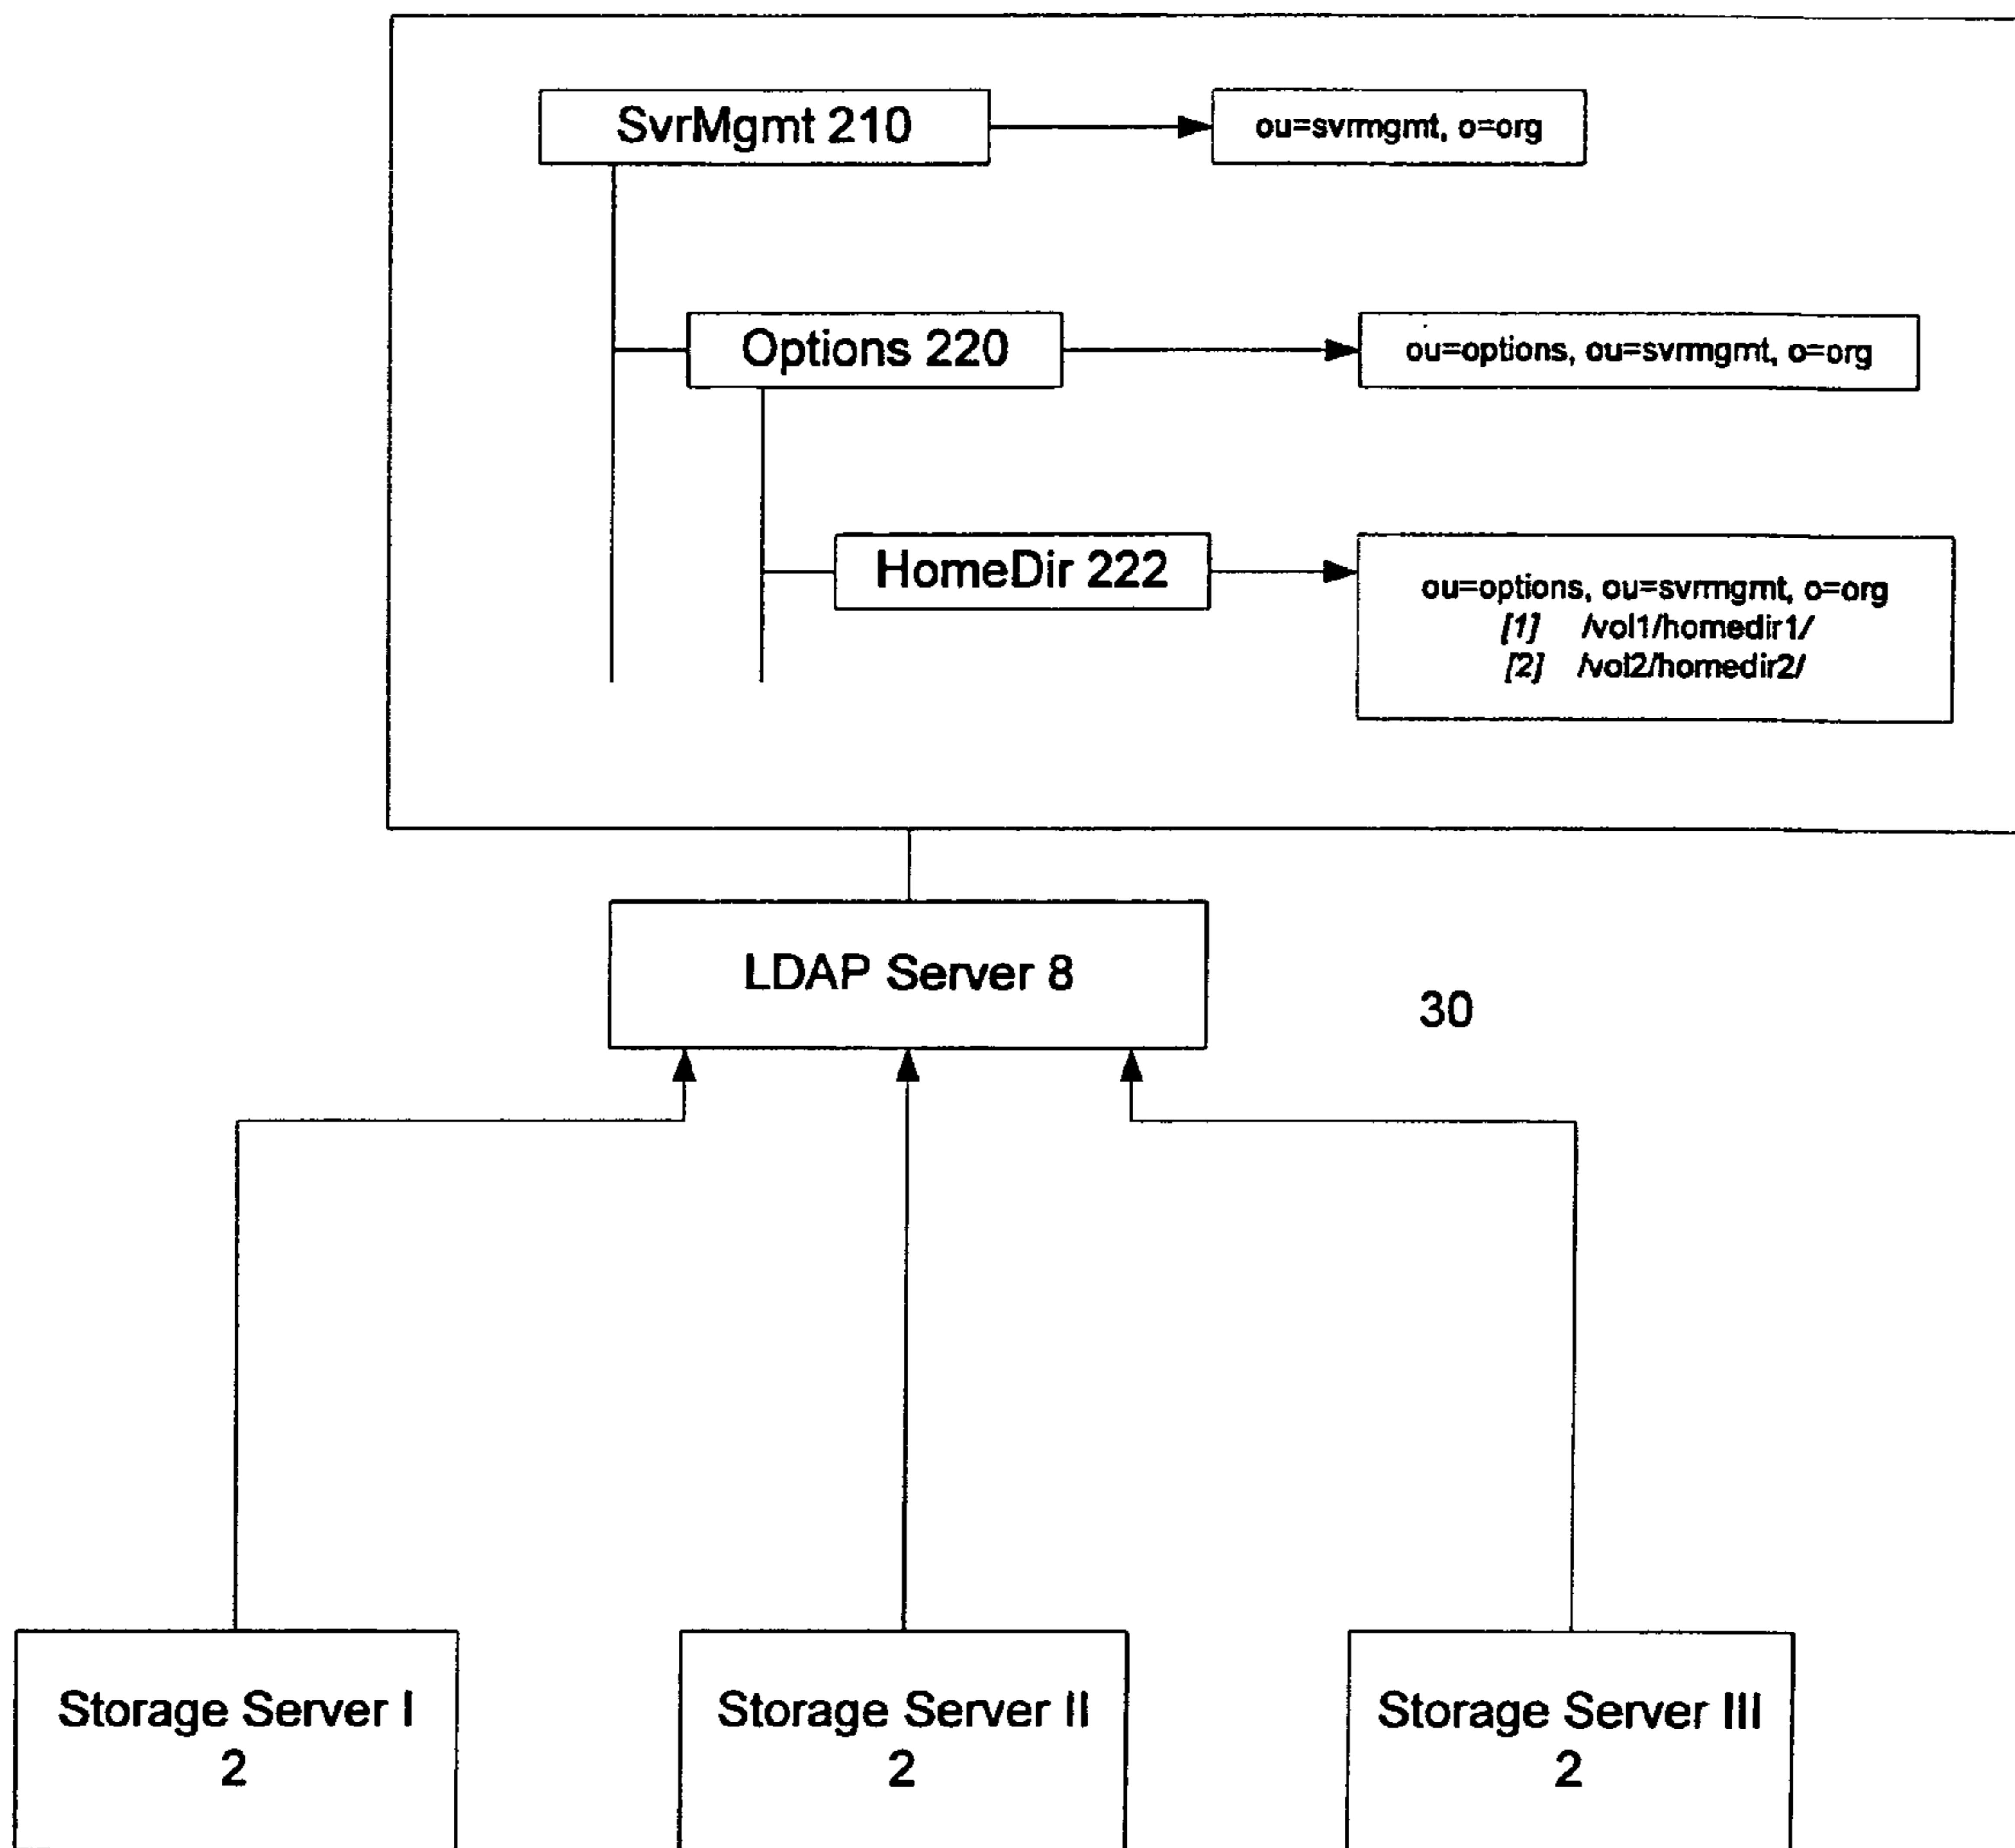 SvrMgmt 210
ou=svrmgmt, o=org
Options 220
ou=options, ou=svrmgmt, o=org
HomeDir 222
ou=options, ou=svrmgmt, o=org
[1] /vol1/homedir1/
[2] /vol2/homedir2/
LDAP Server 8
30
Storage Server I
2
Storage Server II
2
Storage Server III
2